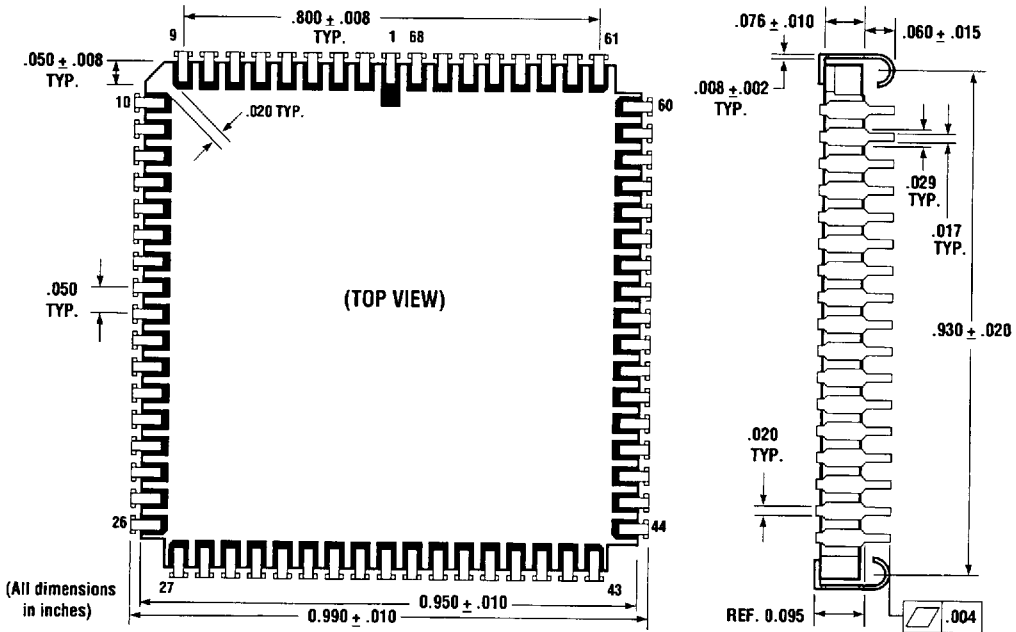 .800 ± .008
TYP.
9
1
68
61
.050 ± .008
TYP.
10
.020 TYP.
60
.050
TYP.
(TOP VIEW)
26
44
27
43
(All dimensions
in inches)
0.950 ± .010
0.990 ± .010
.076 ± .010
.060 ± .015
.008 ± .002
TYP.
.029
TYP.
.017
TYP.
.930 ± .020
.020
TYP.
REF. 0.095
.004